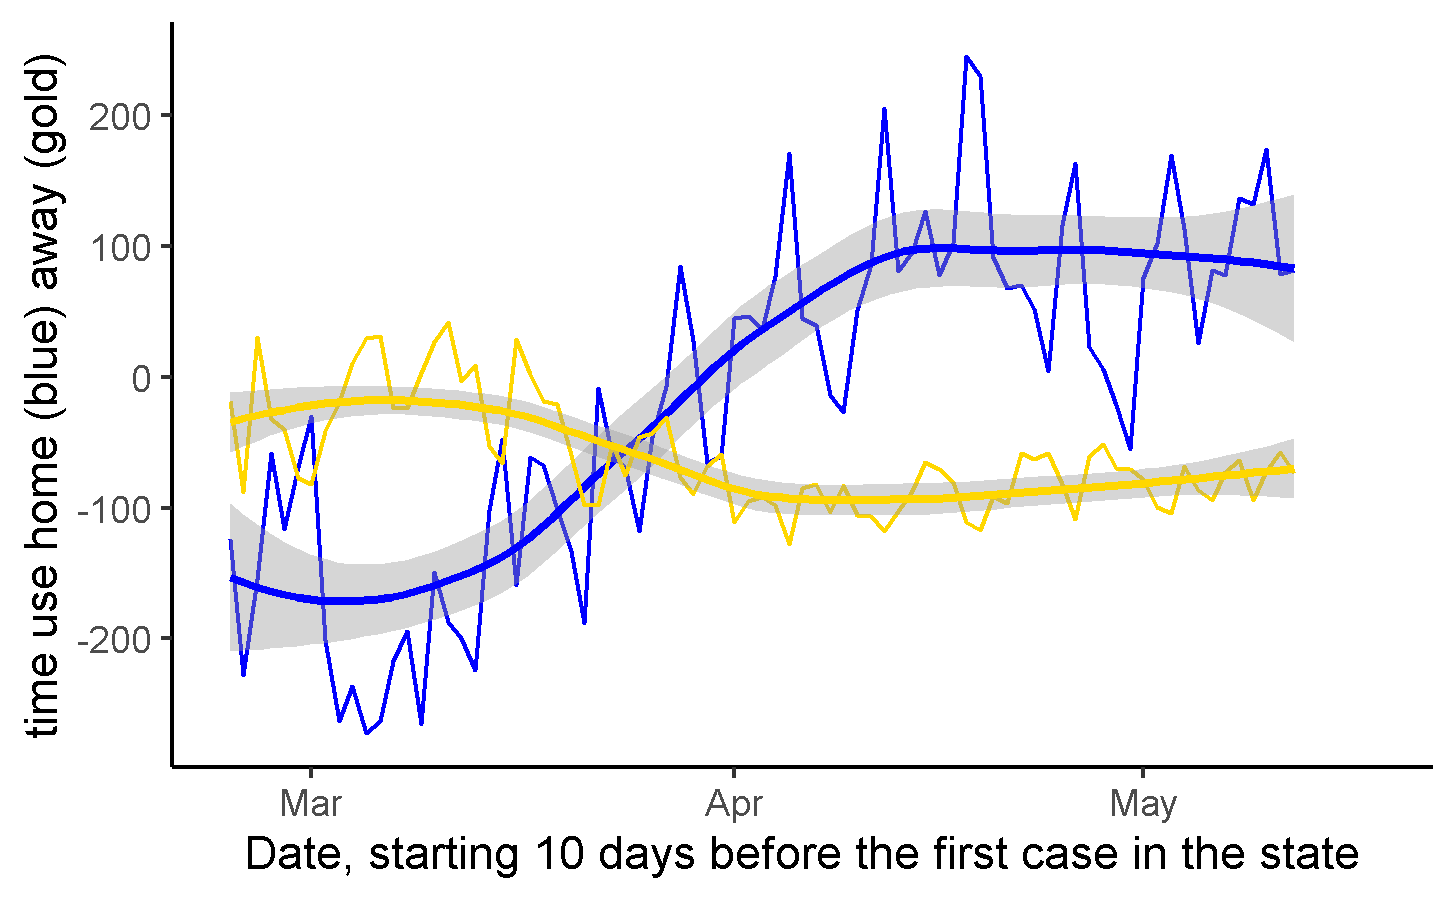 time use home (blue) away (gold)
200
100
0
-100
-200
Mar Apr May
Date, starting 10 days before the first case in the state